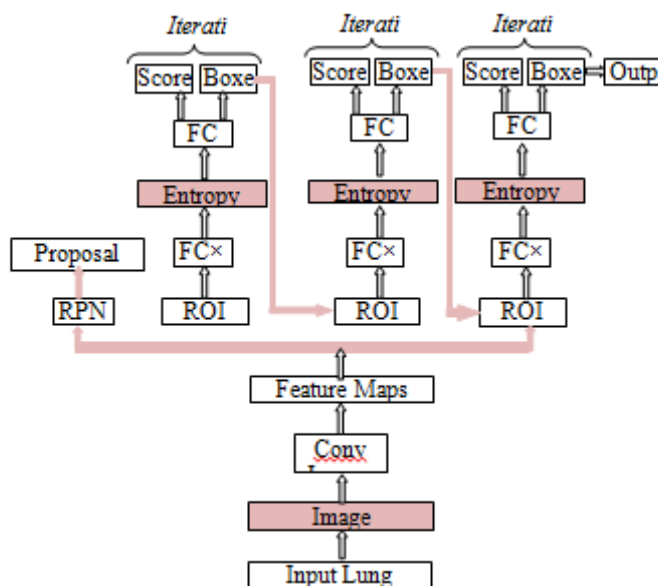 Iterati Iterati Iterati
Score Boxe Score Boxe Score Boxe Outp
FC FC FC
Entropy Entropy Entropy
Proposal FC× FC× FC×
RPN ROI ROI ROI
Feature Maps
Conv
Image
Input Lung